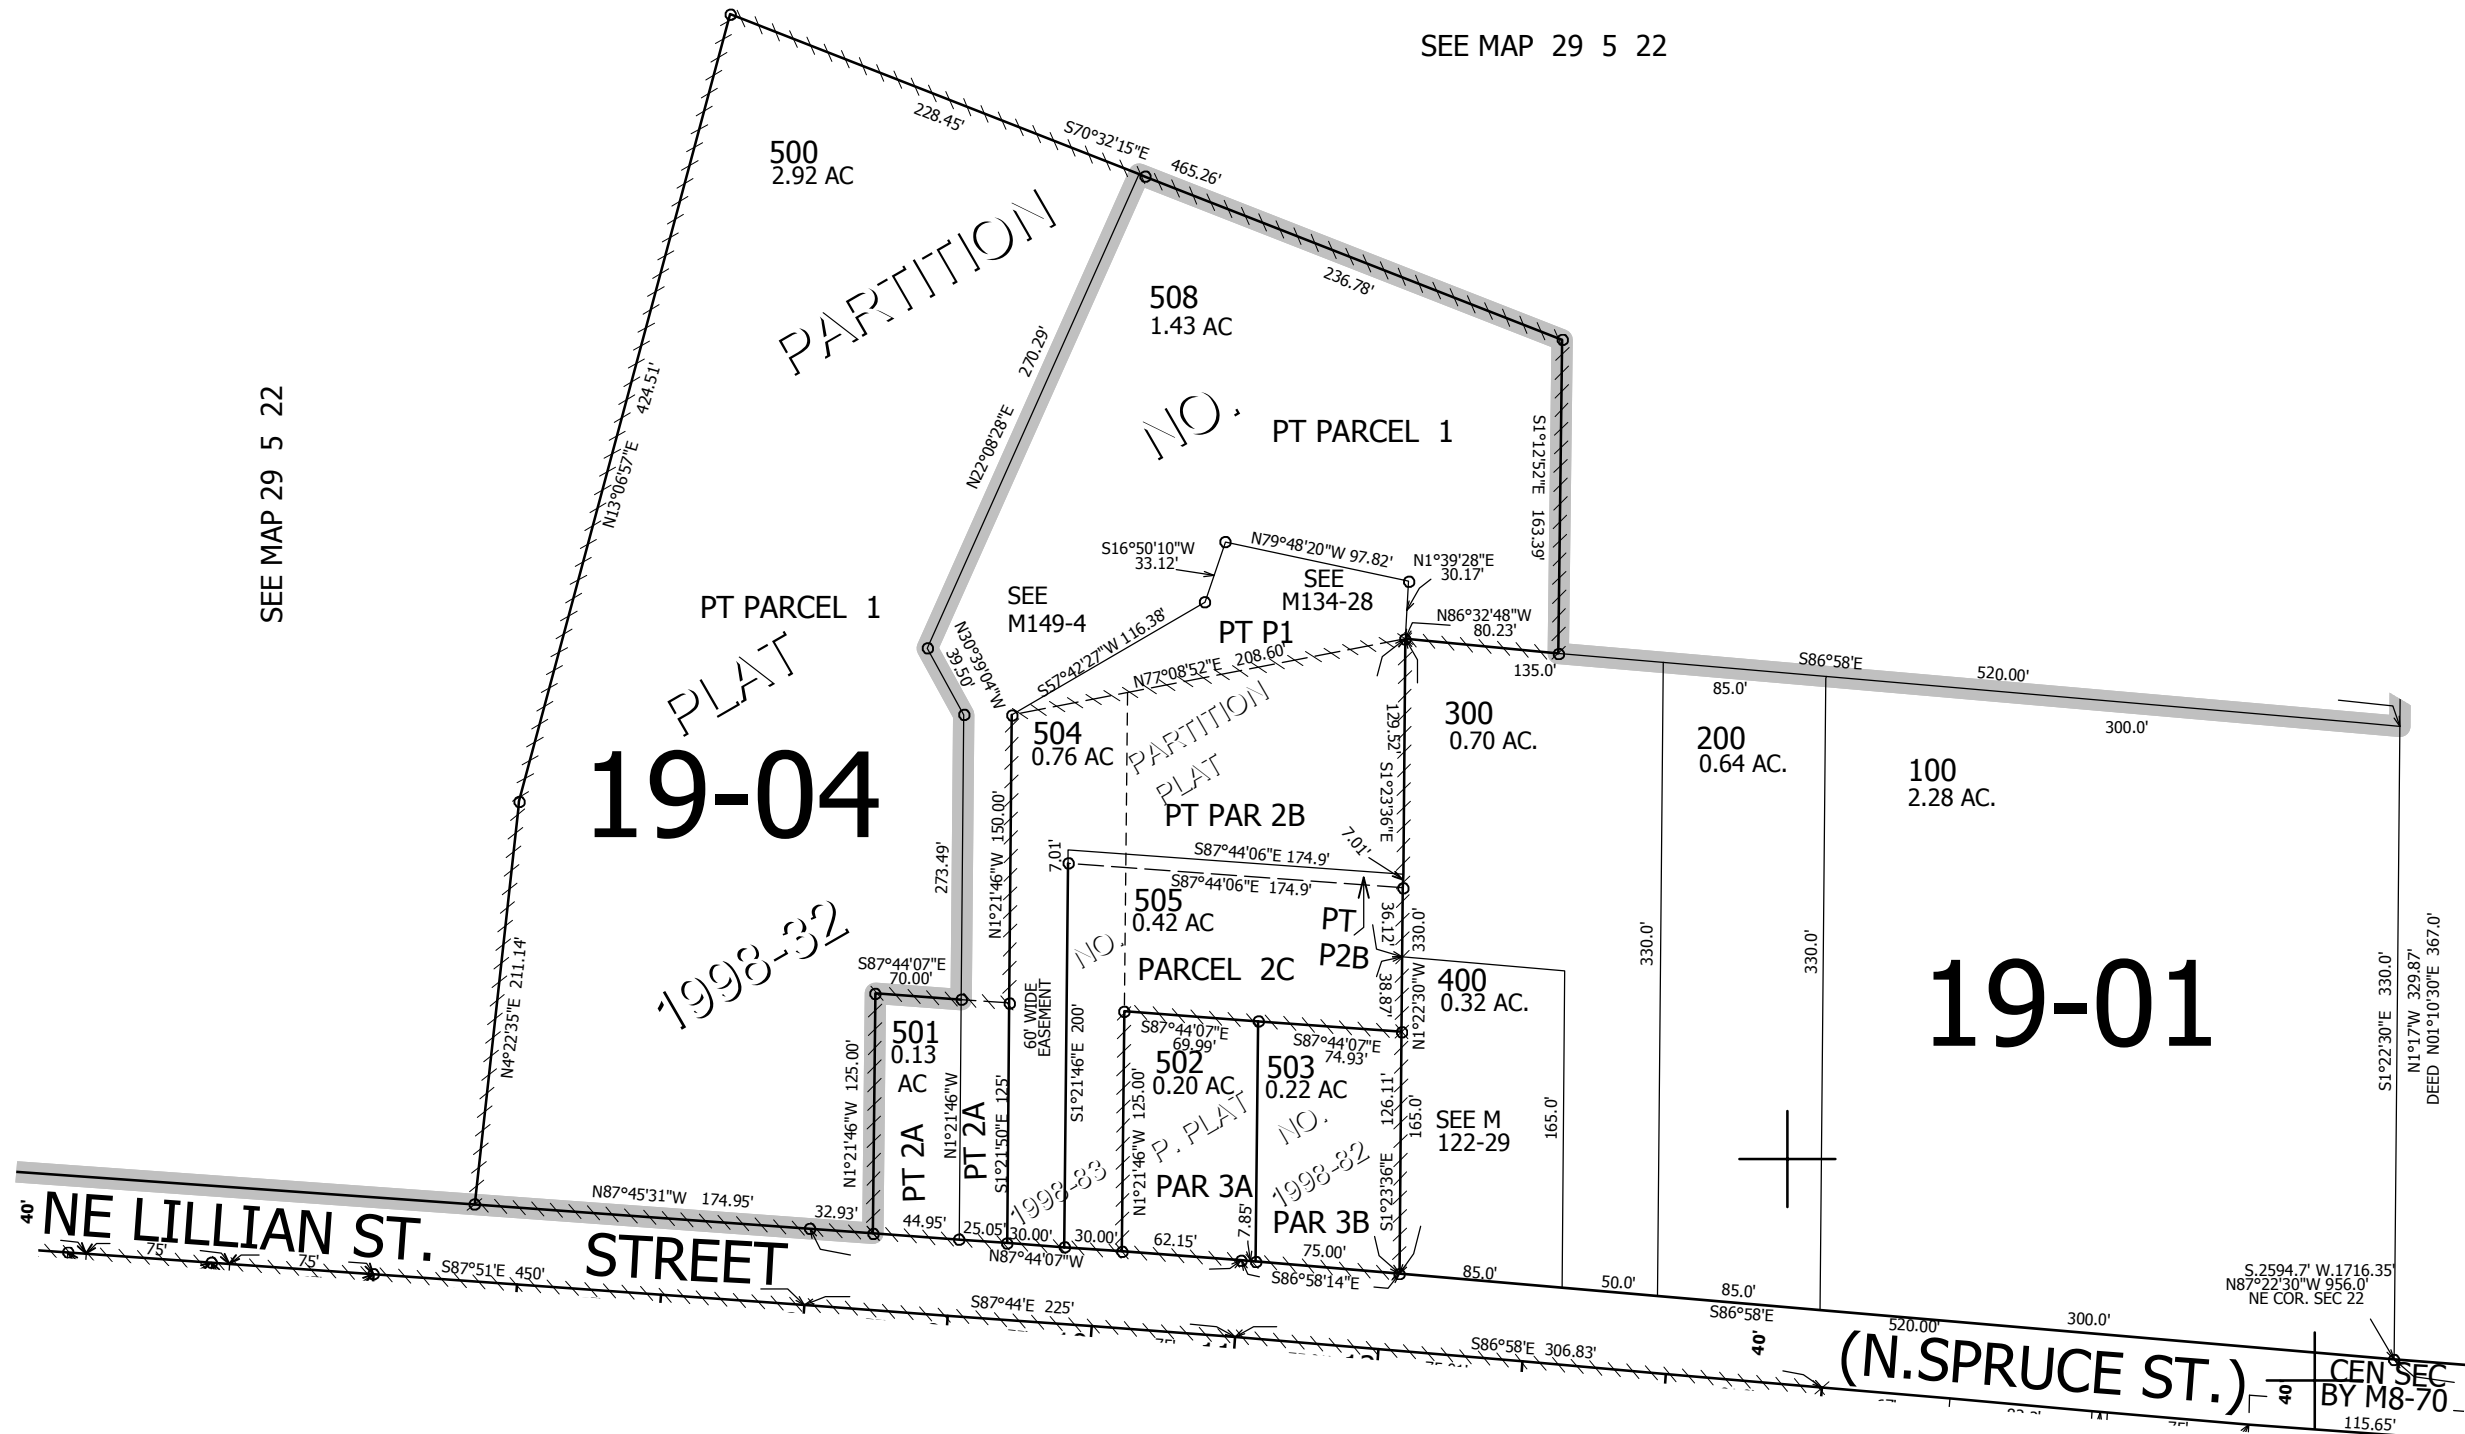 SEE MAP 29 5 22
228.45'
S70°32'15"E
465.26'
500
2.92 AC
PARTITION
236.78'
508
1.43 AC
270.29'
424.51'
SEE MAP 29 5 22
NO.
PT PARCEL 1
N22°08'28"E
N13°06'57"E
S1°12'52"E 163.39'
S16°50'10"W
33.12'
N79°48'20"W 97.82'
N1°39'28"E
30.17'
SEE
M134-28
SEE
M149-4
PT PARCEL 1
N86°32'48"W
80.23'
PT P1
N30°39'04"W
39.50'
S57°42'27"W 116.38'
N77°08'52"E 208.60'
135.0'
S86°58'E
520.00'
85.0'
300.0'
PLAT
19-04
1998-32
504
0.76 AC
PARTITION
PLAT
129.52'
S1°23'36"E
300
0.70 AC.
200
0.64 AC.
100
2.28 AC.
PT PAR 2B
7.01'
7.01'
S87°44'06"E 174.9'
S87°44'06"E 174.9'
N1°21'46"W 150.00'
273.49'
505
0.42 AC
PT
P2B
36.12'
38.87'
N1°22'30"W 330.0'
330.0'
330.0'
NO.
PARCEL 2C
400
0.32 AC.
19-01
S1°22'30"E 330.0'
N1°17'W 329.87'
DEED N01°10'30"E 367.0'
N4°22'35"E 211.14'
S87°44'07"E
70.00'
60' WIDE
EASEMENT
501
0.13
AC
S87°44'07"E
69.99'
S87°44'07"E
74.93'
502
0.20 AC
503
0.22 AC
N1°21'46"W 125.00'
PT 2A
N1°21'46"W
PT 2A
S1°21'50"E 125'
S1°21'46"E 200'
N1°21'46"W 125.00'
1998-83
P. PLAT
NO.
1998-82
PAR 3A
PAR 3B
7.85'
126.11'
S1°23'36"E
165.0'
SEE M
122-29
165.0'
N87°45'31"W 174.95'
32.93'
44.95'
25.05'
30.00'
30.00'
N87°44'07"W
62.15'
75.00'
S86°58'14"E
85.0'
50.0'
85.0'
S86°58'E
520.00'
300.0'
S.2594.7' W.1716.35'
N87°22'30"W 956.0'
NE COR. SEC 22
40'
NE LILLIAN ST.
STREET
75'
75'
S87°51'E 450'
S87°44'E 225'
S86°58'E 306.83'
40'
(N.SPRUCE ST.)
40'
CEN SEC
BY M8-70
115.65'